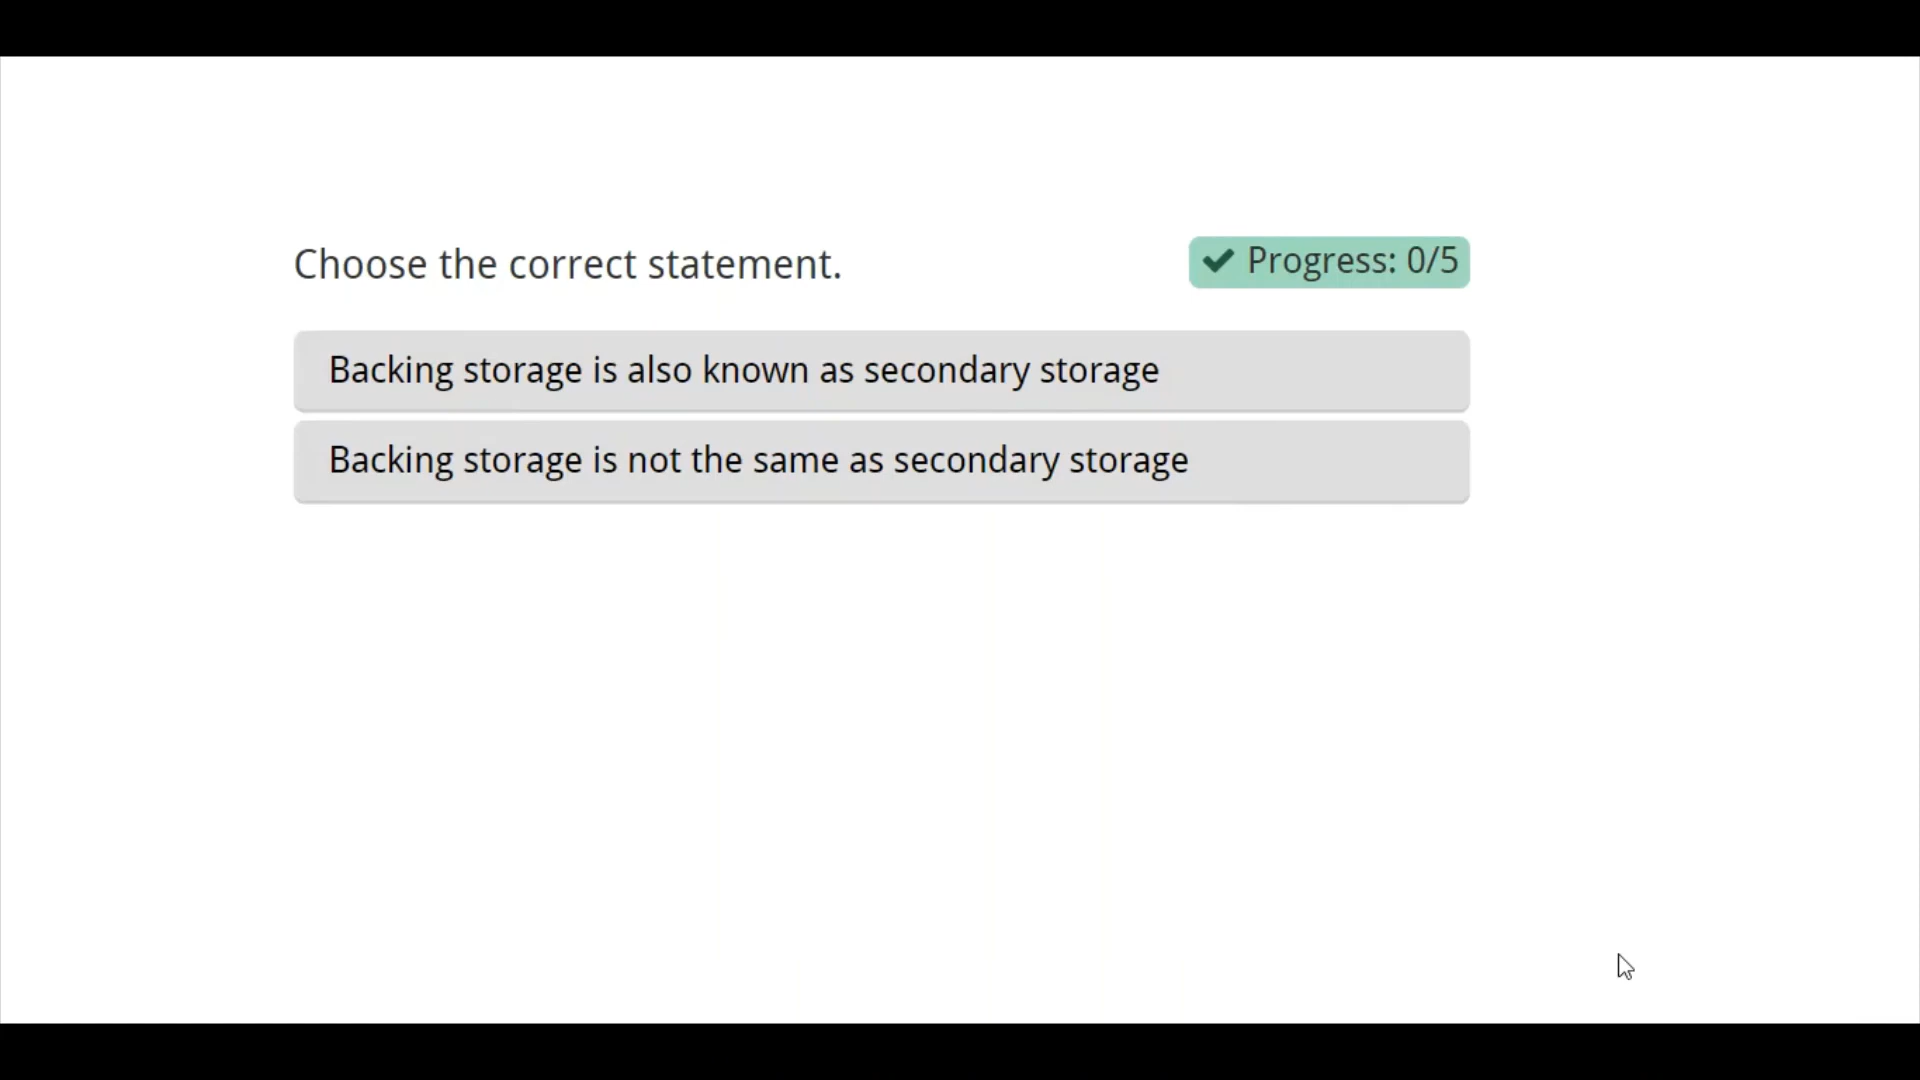 Choose the correct statement.
Progress: 0/5
Backing storage is also known as secondary storage
Backing storage is not the same as secondary storage